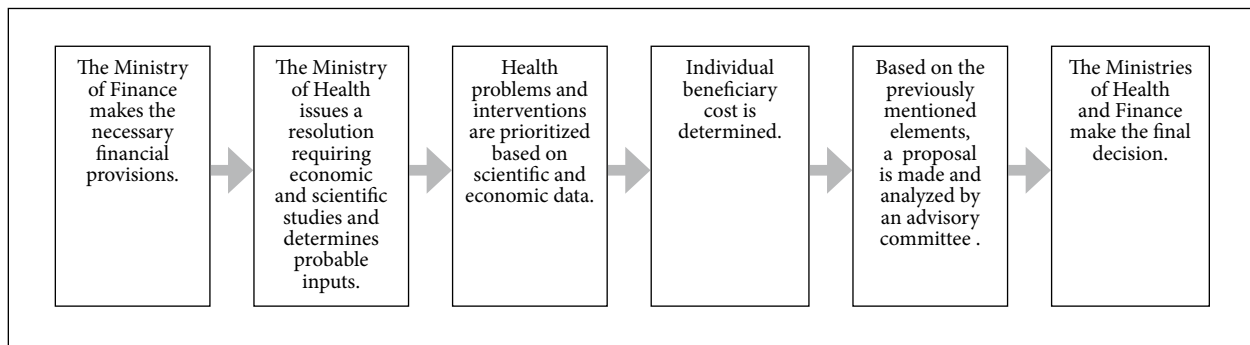 The Ministry
of Finance
makes the
necessary
financial
provisions.
The Ministry
of Health
issues a
resolution
requiring
economic
and scientific
studies and
determines
probable
inputs.
Health
problems and
interventions
are prioritized
based on
scientific and
economic data.
Individual
beneficiary
cost is
determined.
Based on the
previously
mentioned
elements,
a proposal
is made and
analyzed by
an advisory
committee .
The Ministries
of Health
and Finance
make the final
decision.